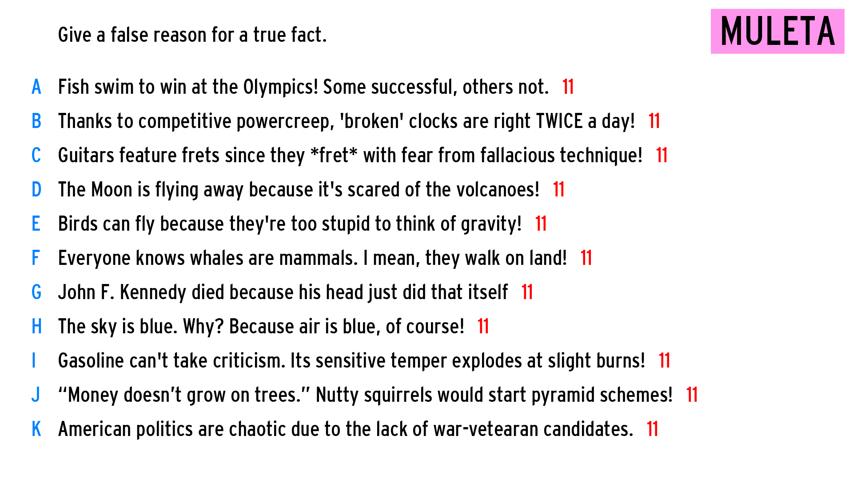 Give a false reason for a true fact.
MULETA
A Fish swim to win at the Olympics! Some successful, others not. 11
B Thanks to competitive powercreep, 'broken' clocks are right TWICE a day! 11
C Guitars feature frets since they *fret* with fear from fallacious technique! 11
D The Moon is flying away because it's scared of the volcanoes! 11
E Birds can fly because they're too stupid to think of gravity! 11
F Everyone knows whales are mammals. I mean, they walk on land! 11
G John F. Kennedy died because his head just did that itself 11
H The sky is blue. Why? Because air is blue, of course! 11
I Gasoline can't take criticism. Its sensitive temper explodes at slight burns! 11
J “Money doesn’t grow on trees.” Nutty squirrels would start pyramid schemes! 11
K American politics are chaotic due to the lack of war-vetearan candidates. 11